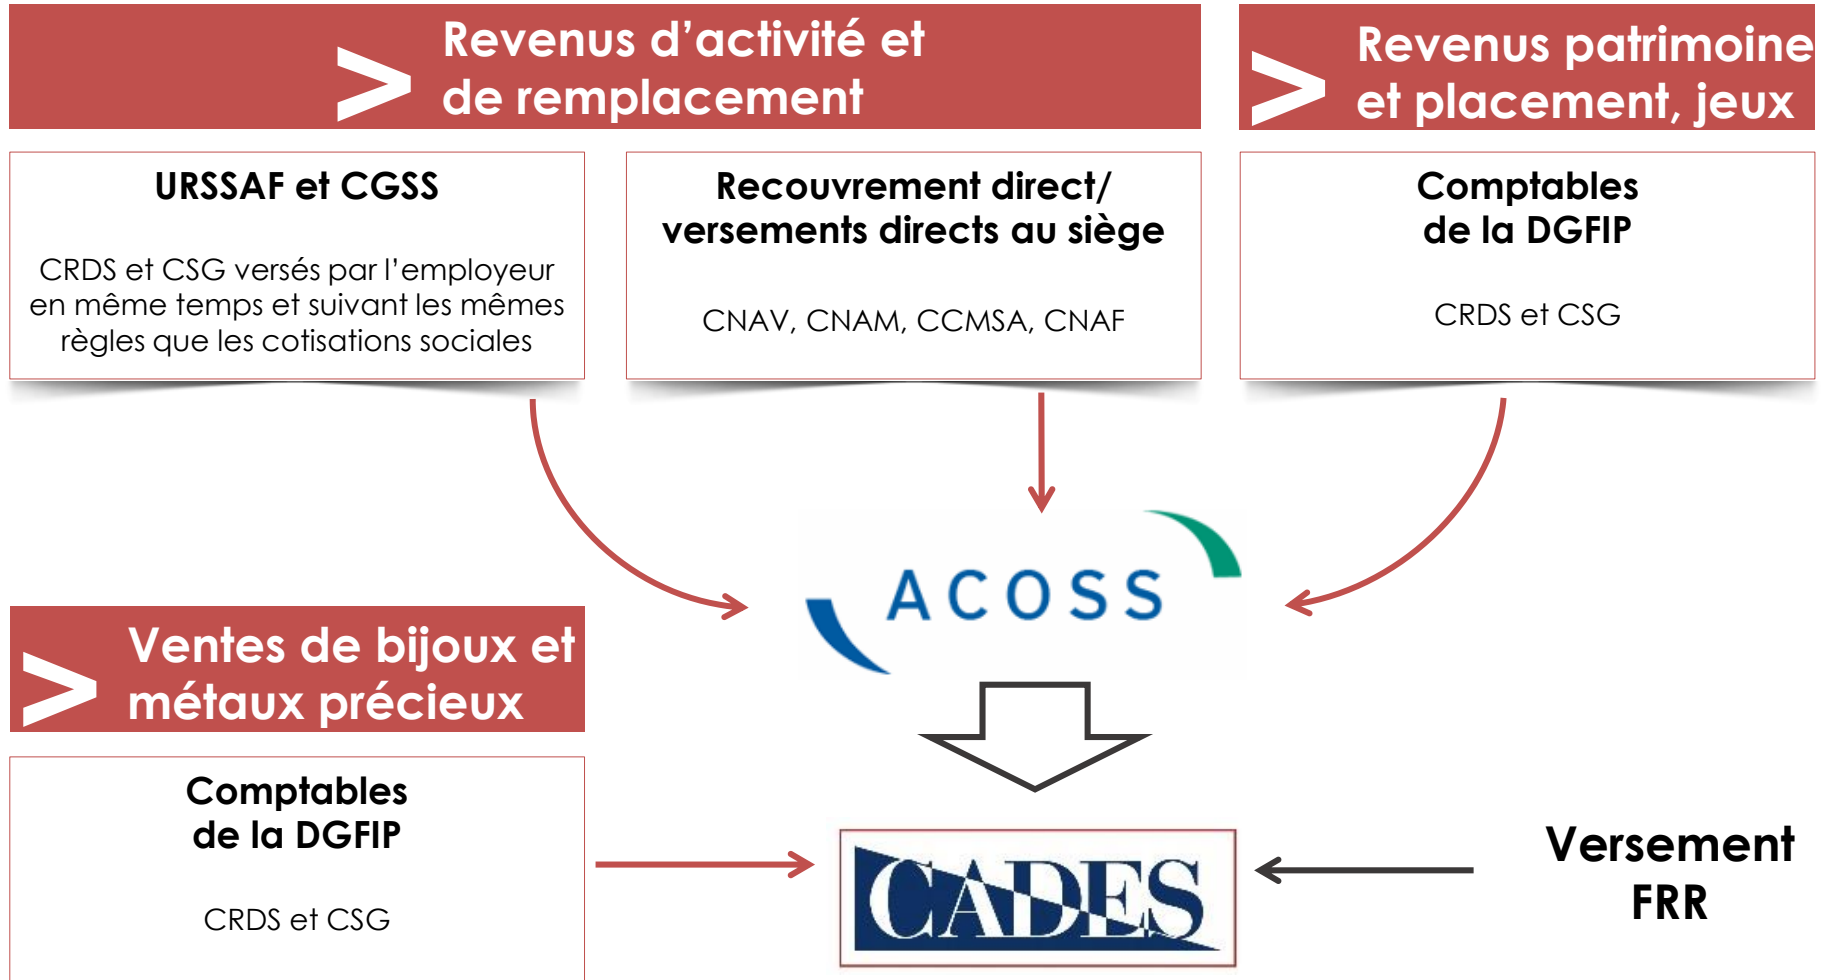 > Revenus d’activité et
de remplacement
> Revenus patrimoine
et placement, jeux
URSSAF et CGSS
CRDS et CSG versés par l’employeur
en même temps et suivant les mêmes
règles que les cotisations sociales
Recouvrement direct/
versements directs au siège
CNAV, CNAM, CCMSA, CNAF
Comptables
de la DGFIP
CRDS et CSG
ACOSS
> Ventes de bijoux et
métaux précieux
Comptables
de la DGFIP
CRDS et CSG
CADES
Versement
FRR